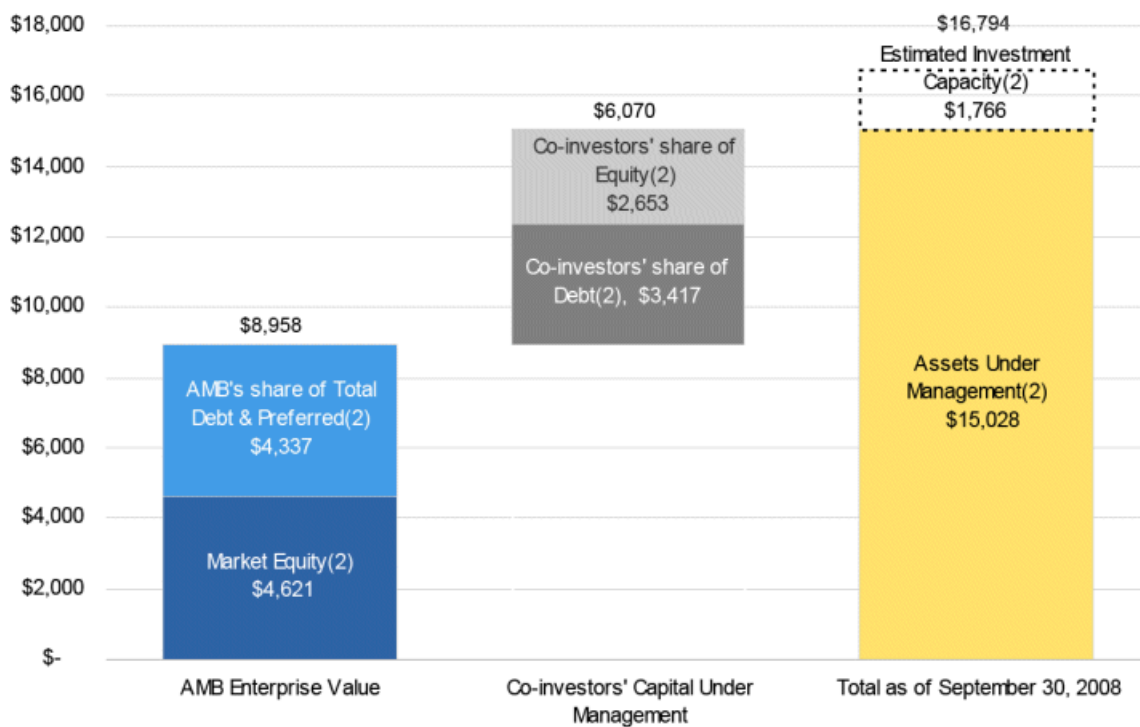 $18,000
$16,000
$14,000
$12,000
$10,000
$8,000
$6,000
$4,000
$2,000
$-
$8,958
AMB's share of Total
Debt & Preferred(2)
$4,337
Market Equity(2)
$4,621
$6,070
Co-investors' share of
Equity(2)
$2,653
Co-investors' share of
Debt(2),  $3,417
$16,794
Estimated Investment
Capacity(2)
$1,766
Assets Under
Management(2)
$15,028
AMB Enterprise Value
Co-investors' Capital Under
Management
Total as of September 30, 2008